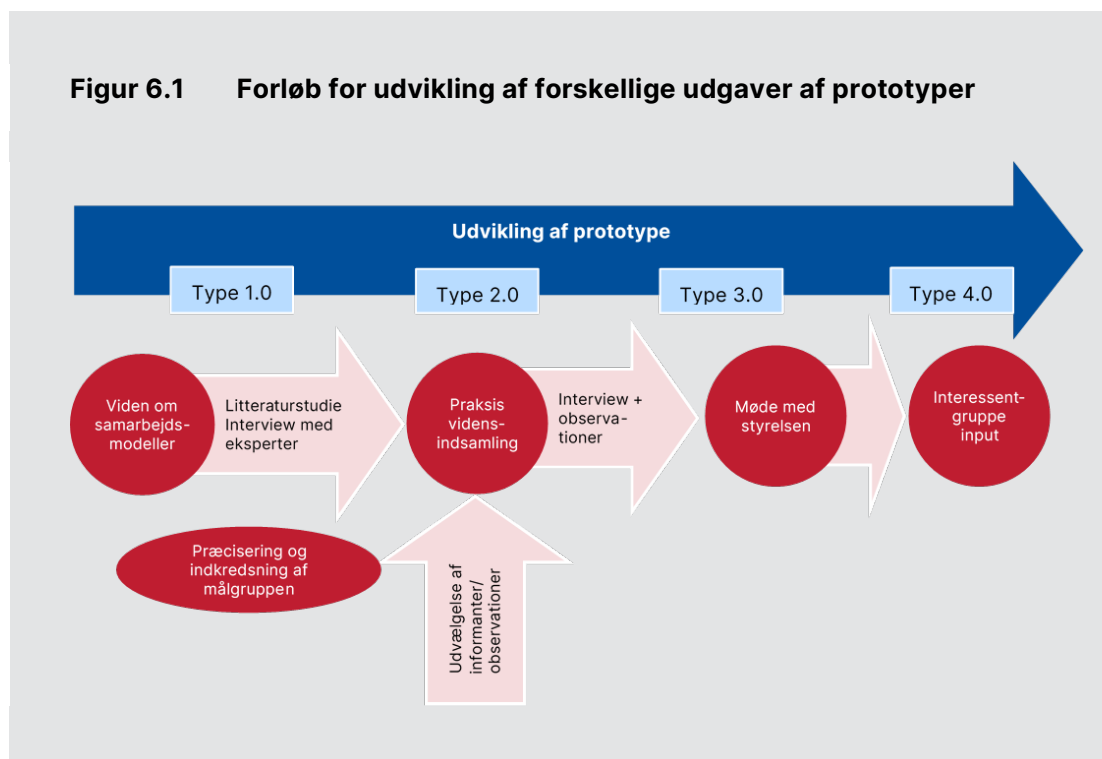 Figur 6.1 Forløb for udvikling af forskellige udgaver af prototyper
Udvikling af prototype
Type 1.0
Type 2.0
Type 3.0
Type 4.0
Viden om
samarbejds-
modeller
Litteraturstudie
Interview med
eksperter
Praksis
videns-
indsamling
Interview +
observa-
tioner
Møde med
styrelsen
Interessent-
gruppe
input
Præcisering og
indkredsning af
målgruppen
Udvælgelse af
informanter/
observationer